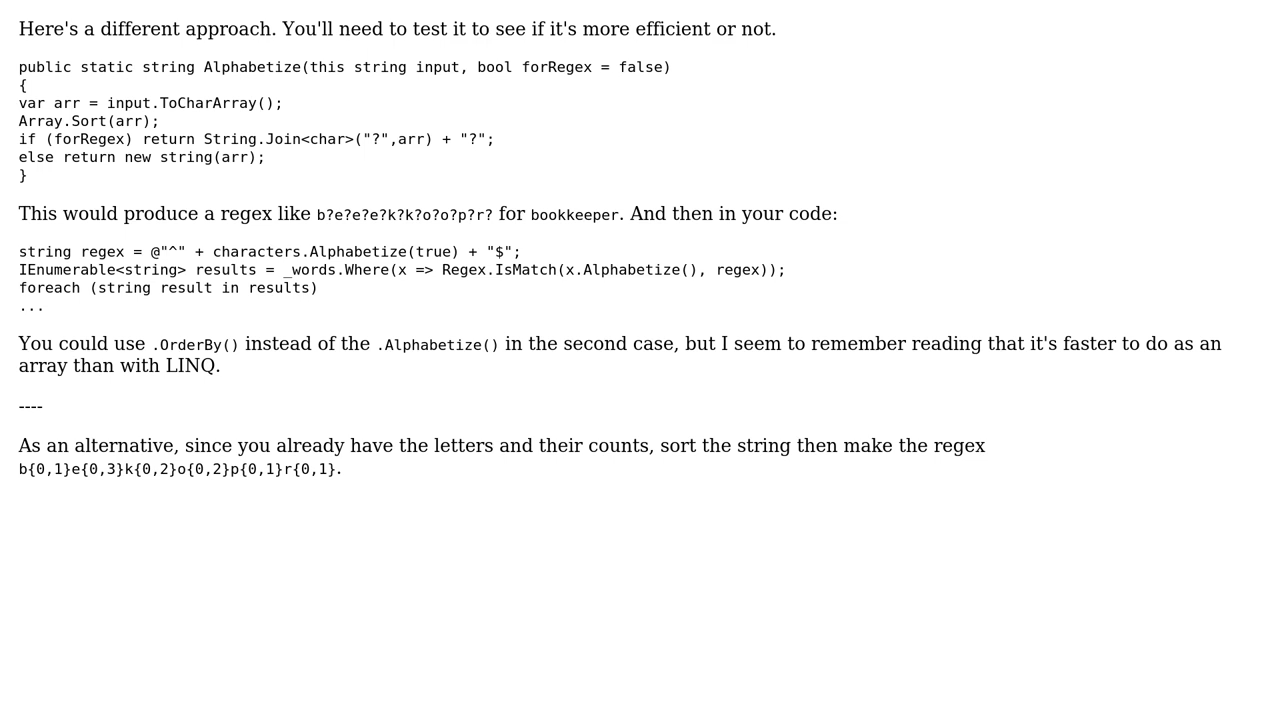 Here's a different approach. You'll need to test it to see if it's more efficient or not.
public static string Alphabetize(this string input, bool forRegex = false)
{
var arr = input.ToCharArray();
Array.Sort(arr);
if (forRegex) return String.Join<char>("?",arr) + "?";
else return new string(arr);
}
This would produce a regex like b?e?e?e?k?k?o?o?p?r? for bookkeeper. And then in your code:
string regex = @"^" + characters.Alphabetize(true) + "$";
IEnumerable<string> results = _words.Where(x => Regex.IsMatch(x.Alphabetize(), regex));
foreach (string result in results)
...
You could use .OrderBy() instead of the .Alphabetize() in the second case, but I seem to remember reading that it's faster to do as an
array than with LINQ.
----
As an alternative, since you already have the letters and their counts, sort the string then make the regex
b{0,1}e{0,3}k{0,2}o{0,2}p{0,1}r{0,1}.